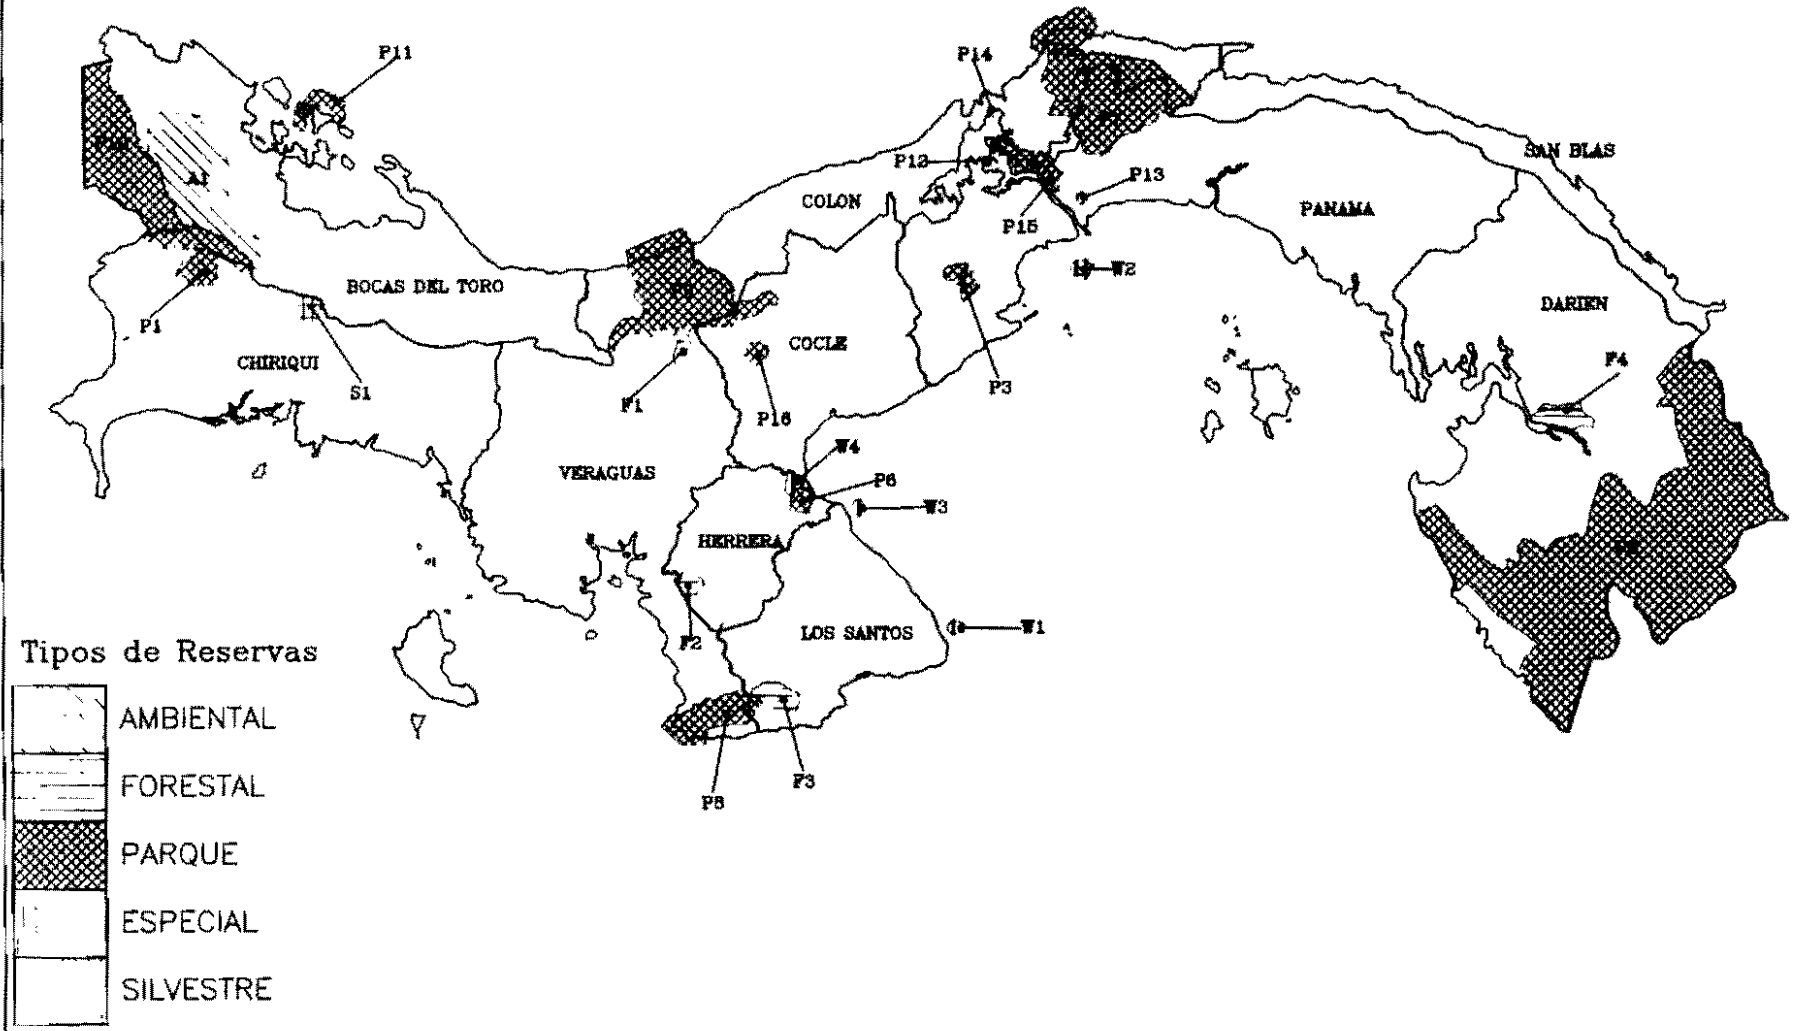 P11
P14
SAN BLAS
P12
P13
A1
COLON
PANAMA
P15
W2
BOCAS DEL TORO
DARIEN
P1
COCLE
CHIRIQUI
F4
S1
P3
F1
P16
W4
VERAGUAS
P6
W3
HERRERA
LOS SANTOS
W1
F2
Tipos de Reservas
AMBIENTAL
F3
FORESTAL
P8
PARQUE
ESPECIAL
SILVESTRE